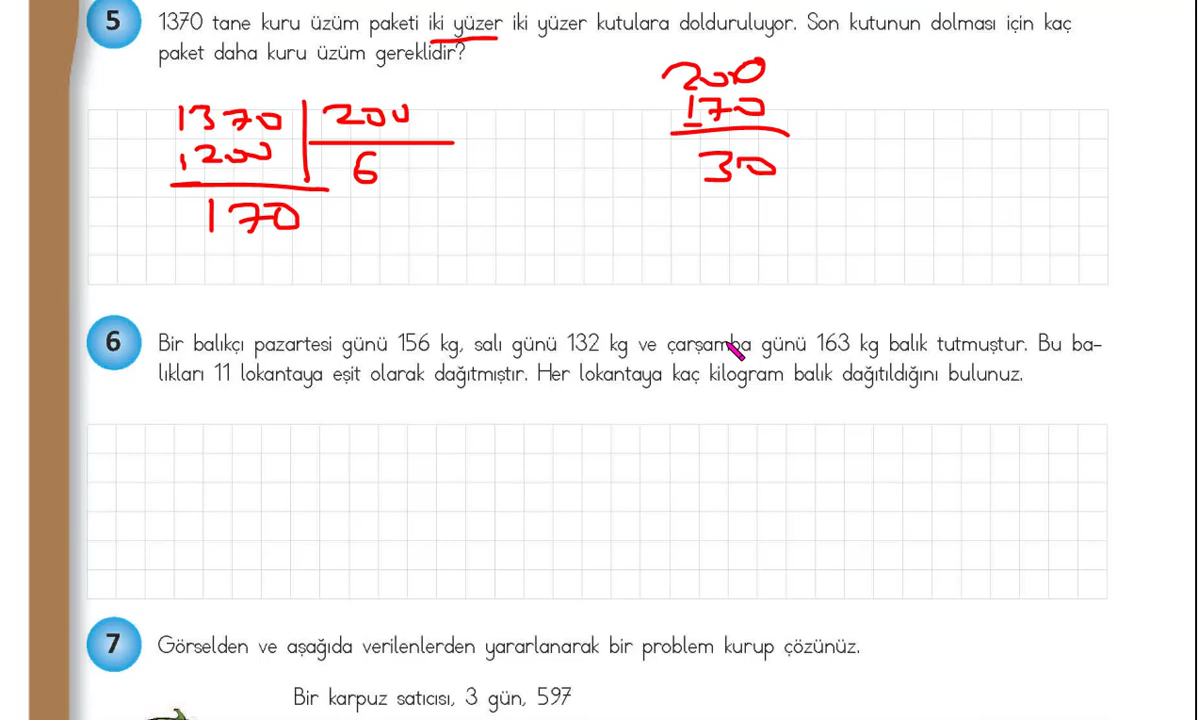 5 1370 tane kuru üzüm paketi iki yüzer iki yüzer kutulara dolduruluyor. Son kutunun dolması için kaç
paket daha kuru üzüm gereklidir?
1370 200
1200 6
170
200
170
30
6 Bir balıkçı pazartesi günü 156 kg, salı günü 132 kg ve çarşamba günü 163 kg balık tutmuştur. Bu ba-
lıkları 11 lokantaya eşit olarak dağıtmıştır. Her lokantaya kaç kilogram balık dağıtıldığını bulunuz.
7 Görselden ve aşağıda verilenlerden yararlanarak bir problem kurup çözünüz.
Bir karpuz satıcısı, 3 gün, 597